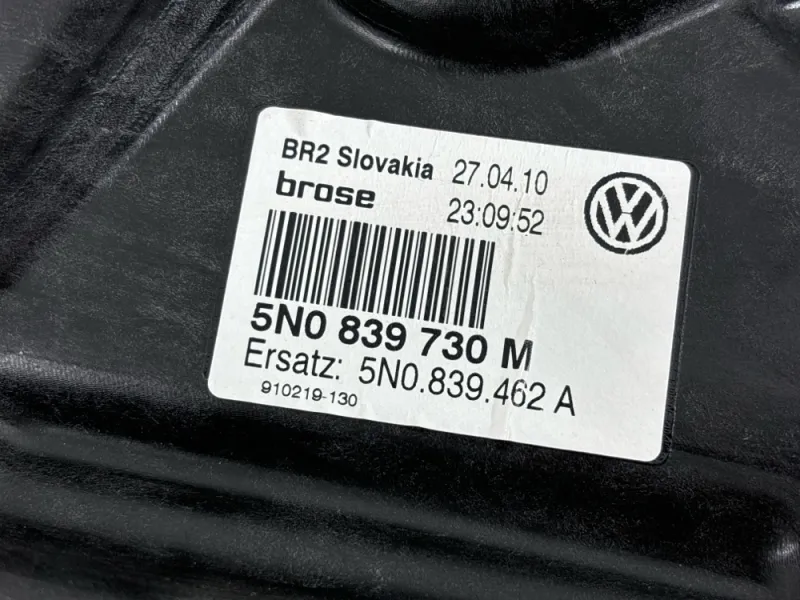 BR2 Slovakia 27.04.10
brose 23:09:52
5N0 839 730 M
Ersatz: 5N0.839.462 A
910219-130